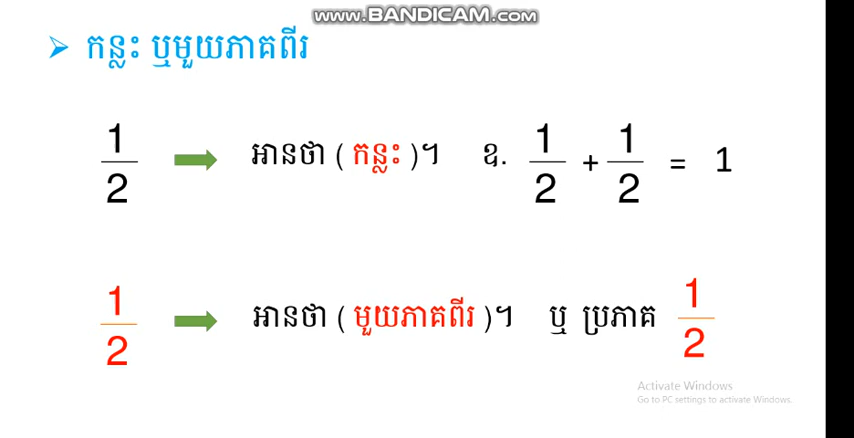 www.BANDICAM.com
➢ កន្លះ ឬមួយភាគពីរ
1/2 ➡ អានថា ( កន្លះ )។ ឧ. 1/2 + 1/2 = 1
1/2 ➡ អានថា ( មួយភាគពីរ )។ ឬ ប្រភាគ 1/2
Activate Windows
Go to PC settings to activate Windows.